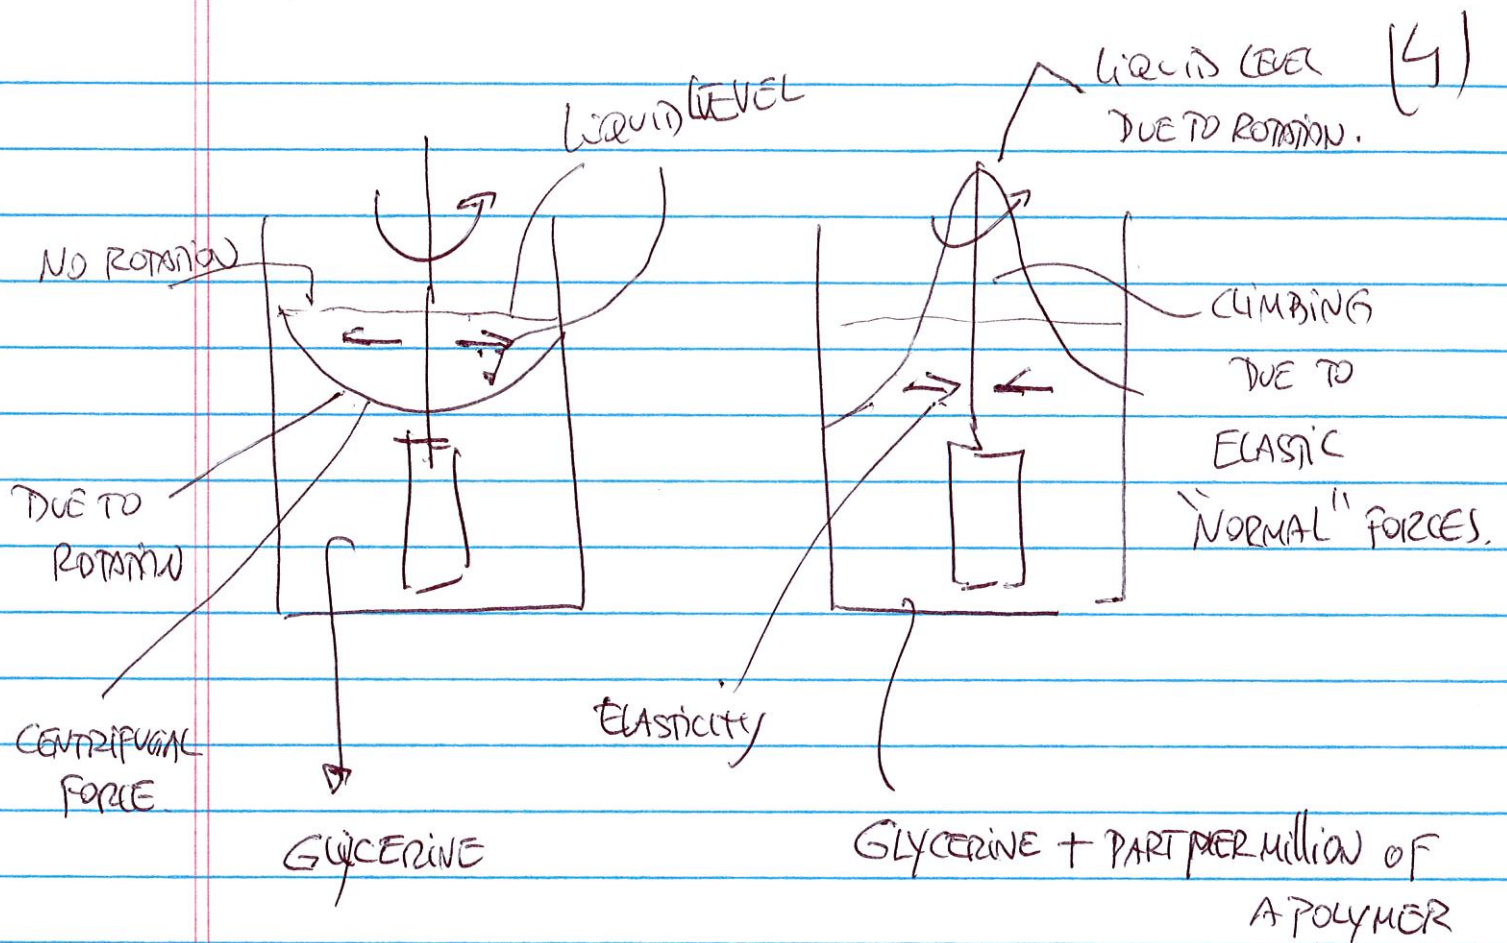 (4)
LIQUID LEVEL
DUE TO ROTATION.
LIQUID LEVEL
NO ROTATION
CLIMBING
DUE TO
ELASTIC
"NORMAL" FORCES.
DUE TO
ROTATION
ELASTICITY
CENTRIFUGAL
FORCE.
GLYCERINE
GLYCERINE + PART PER MILLION OF
A POLYMER